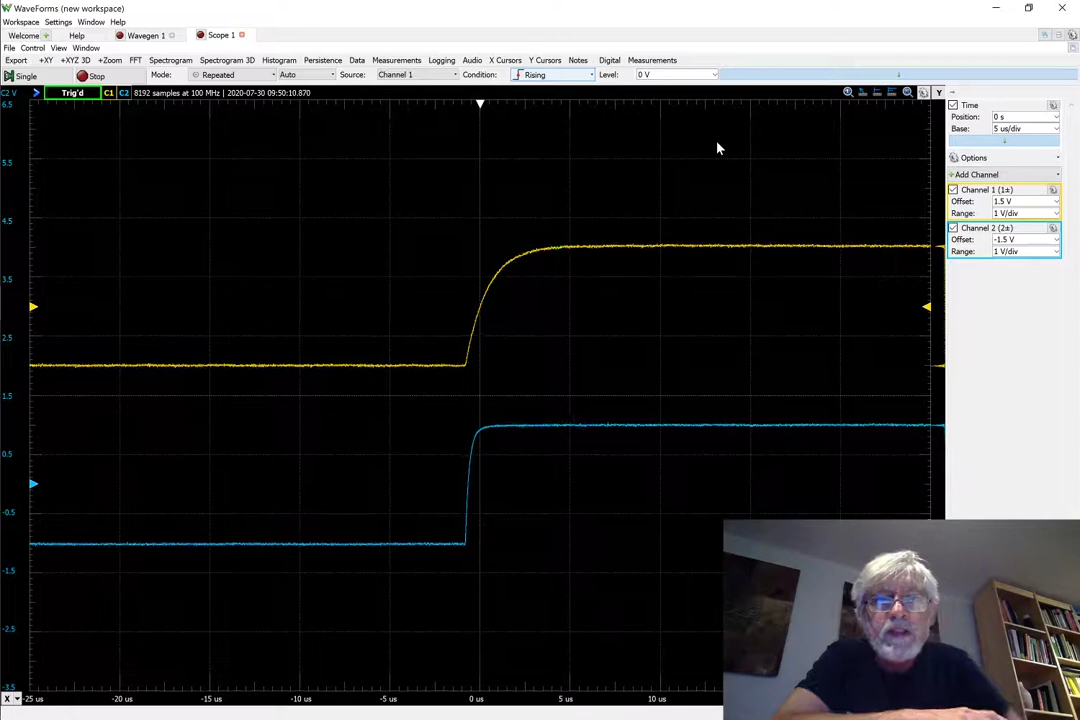 WaveForms (new workspace)
Workspace Settings Window Help
Welcome Help Wavegen 1 Scope 1
File Control View Window
Export +XY +XYZ 3D +Zoom FFT Spectrogram Spectrogram 3D Histogram Persistence Data Measurements Logging Audio X Cursors Y Cursors Notes Digital Measurements
Single Stop Mode: Repeated Auto Source: Channel 1 Condition: Rising Level: 0 V
C2 V Trig'd C1 C2 8192 samples at 100 MHz | 2020-07-30 09:50:10.870 Y
6.5
5.5
4.5
3.5
2.5
1.5
0.5
-0.5
-1.5
-2.5
-3.5
X -25 us -20 us -15 us -10 us -5 us 0 us 5 us 10 us
Time
Position: 0 s
Base: 5 us/div
Options
Add Channel
Channel 1 (1±)
Offset: 1.5 V
Range: 1 V/div
Channel 2 (2±)
Offset: -1.5 V
Range: 1 V/div